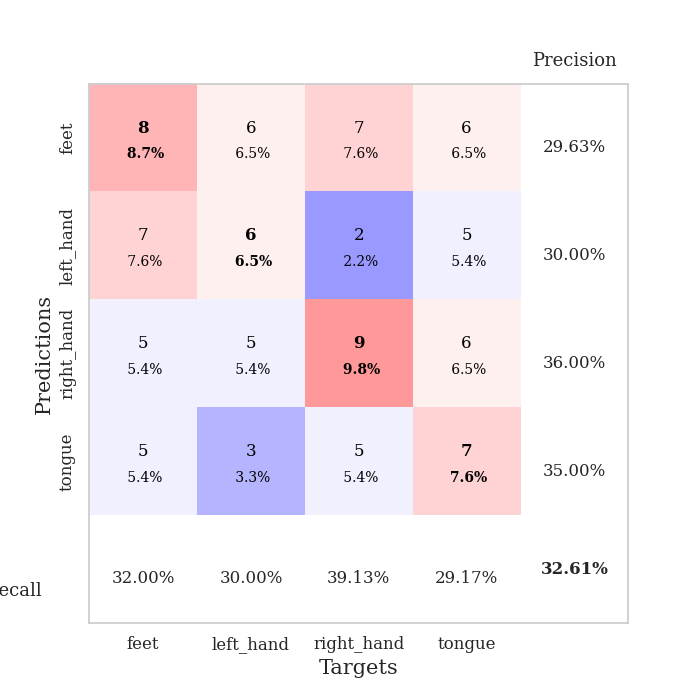 Precision
feet
8 6 7 6 29.63%
8.7% 6.5% 7.6% 6.5%
left_hand
7 6 2 5 30.00%
7.6% 6.5% 2.2% 5.4%
Predictions
right_hand
5 5 9 6 36.00%
5.4% 5.4% 9.8% 6.5%
tongue
5 3 5 7 35.00%
5.4% 3.3% 5.4% 7.6%
ecall
32.00% 30.00% 39.13% 29.17% 32.61%
feet left_hand right_hand tongue
Targets